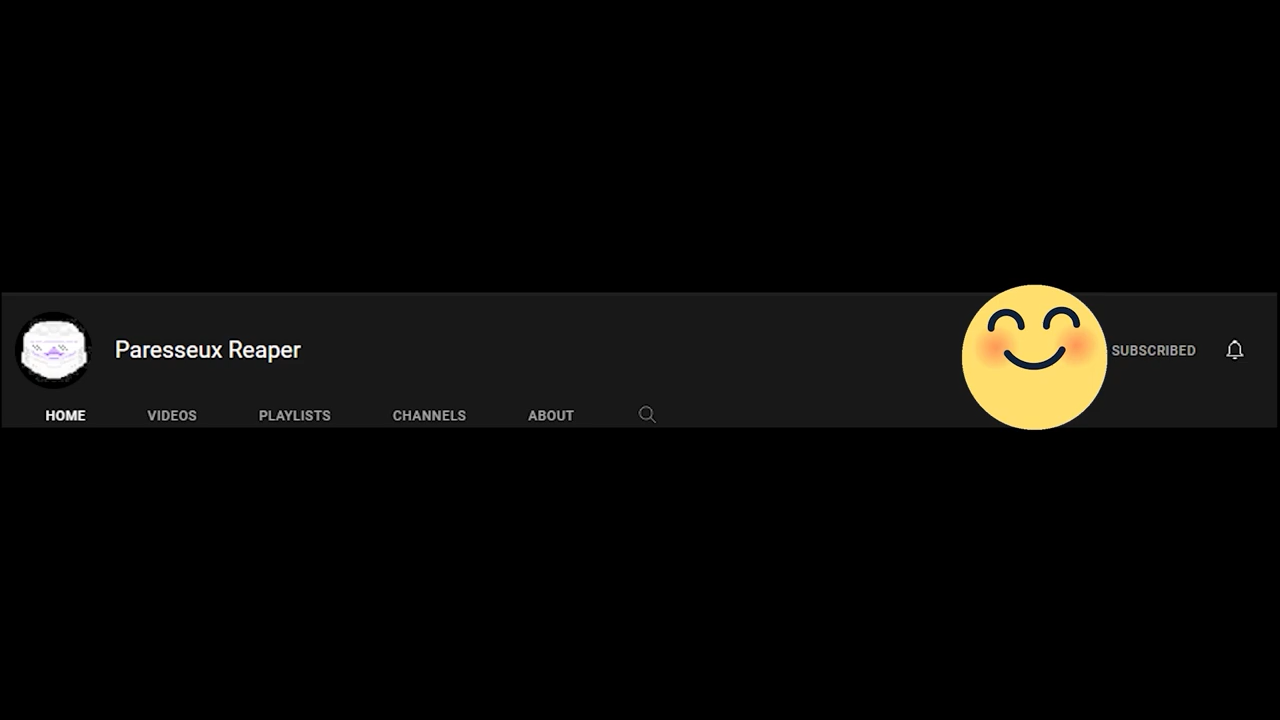 Paresseux Reaper
SUBSCRIBED
HOME VIDEOS PLAYLISTS CHANNELS ABOUT